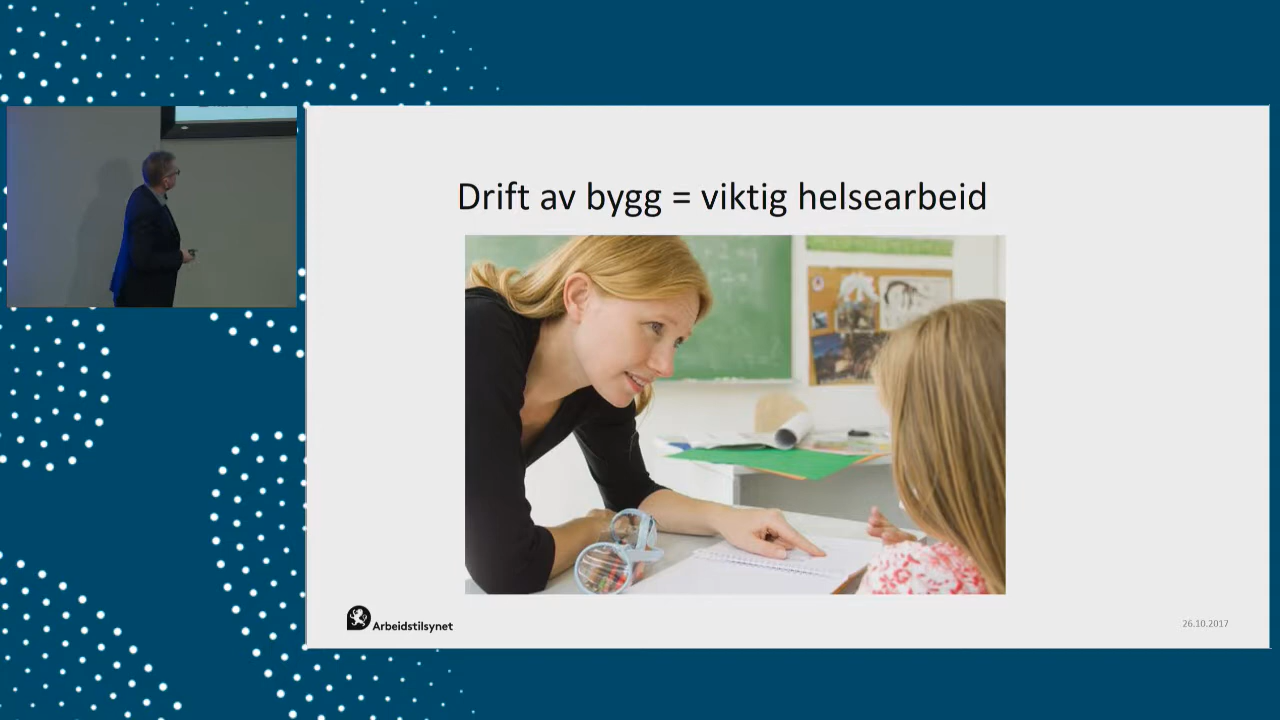 Drift av bygg = viktig helsearbeid
Arbeidstilsynet
26.10.2017